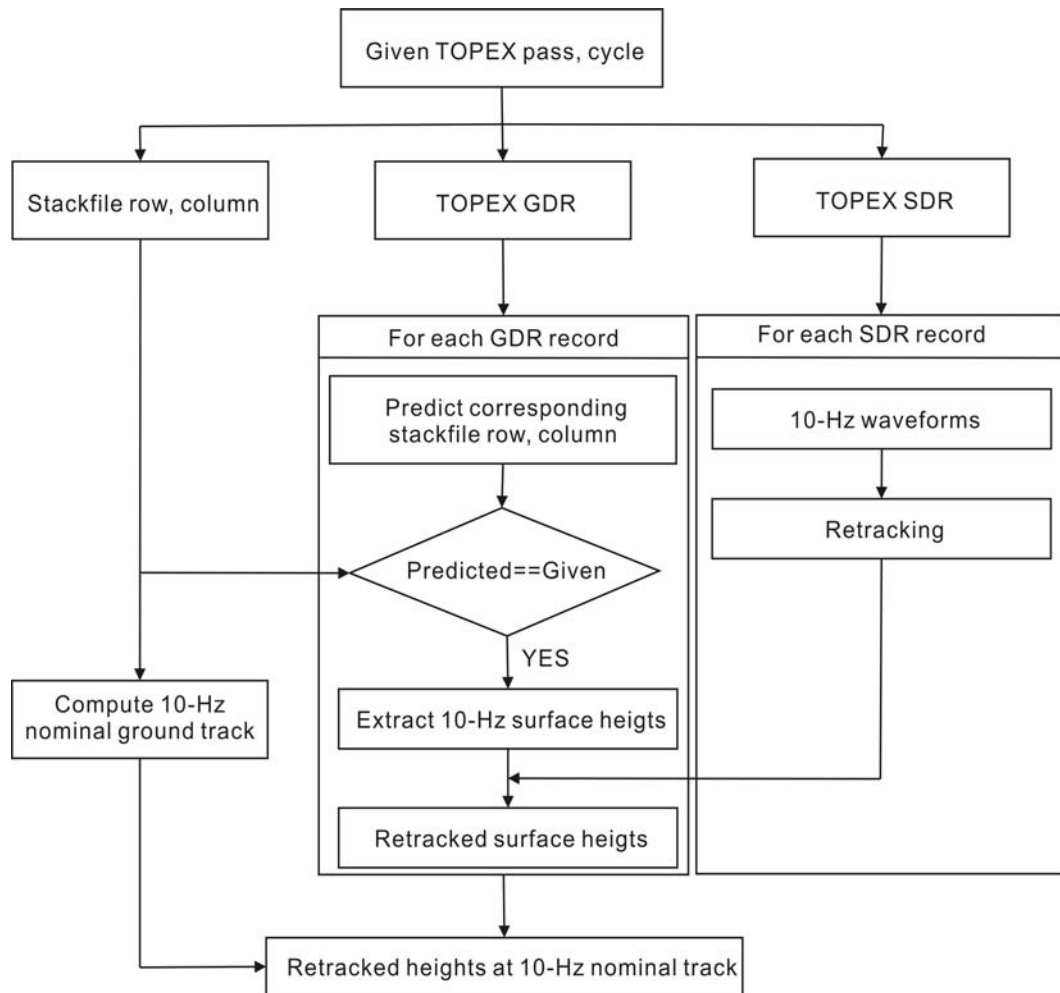 Given TOPEX pass, cycle
Stackfile row, column
TOPEX GDR
TOPEX SDR
For each GDR record
For each SDR record
Predict corresponding
stackfile row, column
10-Hz waveforms
Retracking
Predicted==Given
YES
Compute 10-Hz
nominal ground track
Extract 10-Hz surface heigts
Retracked surface heigts
Retracked heights at 10-Hz nominal track